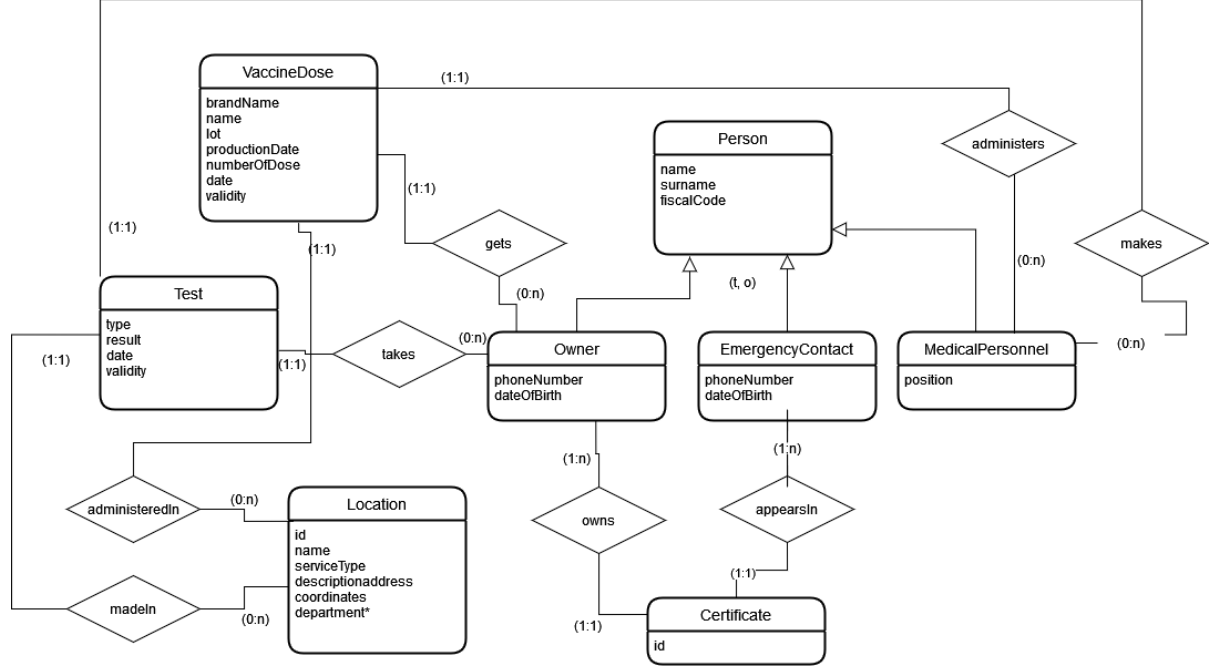 VaccineDose
brandName
name
lot
productionDate
numberOfDose
date
validity
(1:1)
administers
Person
name
surname
fiscalCode
(1:1)
gets
makes
(1:1)
(1:1)
(0:n)
(t, o)
(0:n)
Test
type
result
date
validity
(1:1)
(1:1)
takes
(0:n)
Owner
phoneNumber
dateOfBirth
EmergencyContact
phoneNumber
dateOfBirth
MedicalPersonnel
position
(0:n)
(1:n)
(1:n)
administeredIn
(0:n)
Location
id
name
serviceType
descriptionaddress
coordinates
department*
owns
appearsIn
madeIn
(0:n)
(1:1)
(1:1)
Certificate
id